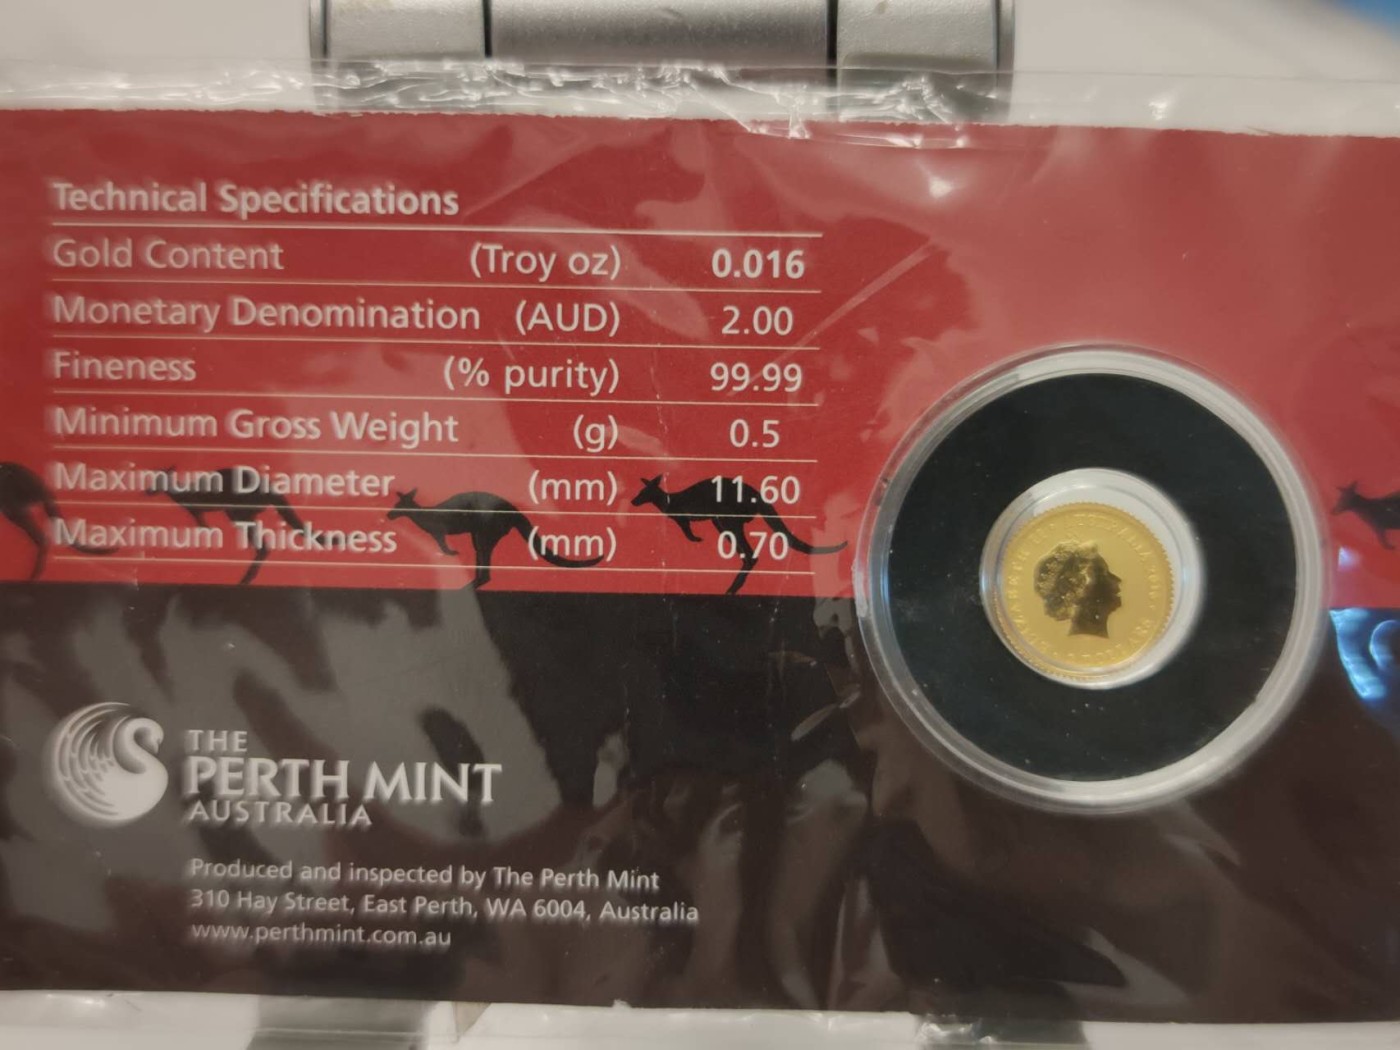 Technical Specifications
Gold Content (Troy oz) 0.016
Monetary Denomination (AUD) 2.00
Fineness (% purity) 99.99
Minimum Gross Weight (g) 0.5
Maximum Diameter (mm) 11.60
Maximum Thickness (mm) 0.70
THE
PERTH MINT
AUSTRALIA
Produced and inspected by The Perth Mint
310 Hay Street, East Perth, WA 6004, Australia
www.perthmint.com.au